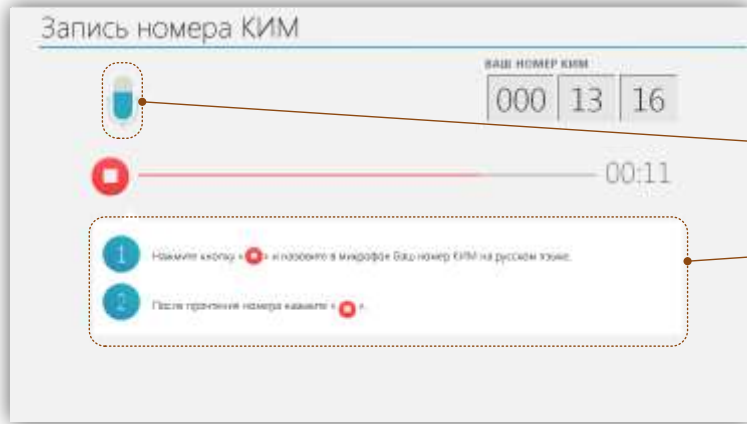 Запись номера КИМ
ВАШ НОМЕР КИМ
000 13 16
00:11
1 Нажмите кнопку « » и назовите в микрофон Ваш номер КИМ на русском языке.
2 После прочтения номера нажмите « ».